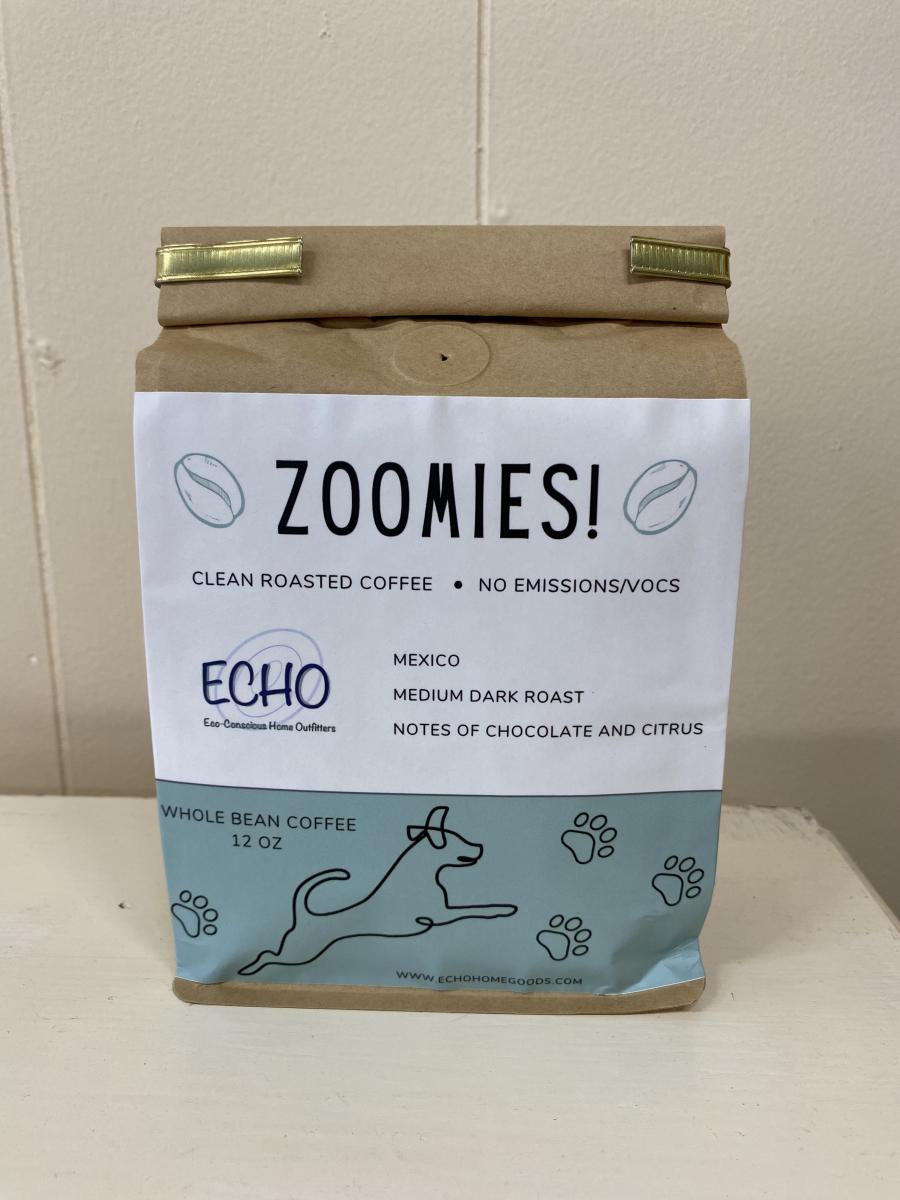 ZOOMIES!
CLEAN ROASTED COFFEE • NO EMISSIONS/VOCS
ECHO
Eco-Conscious Home Outfitters
MEXICO
MEDIUM DARK ROAST
NOTES OF CHOCOLATE AND CITRUS
WHOLE BEAN COFFEE
12 OZ
WWW.ECHOHOMEGOODS.COM